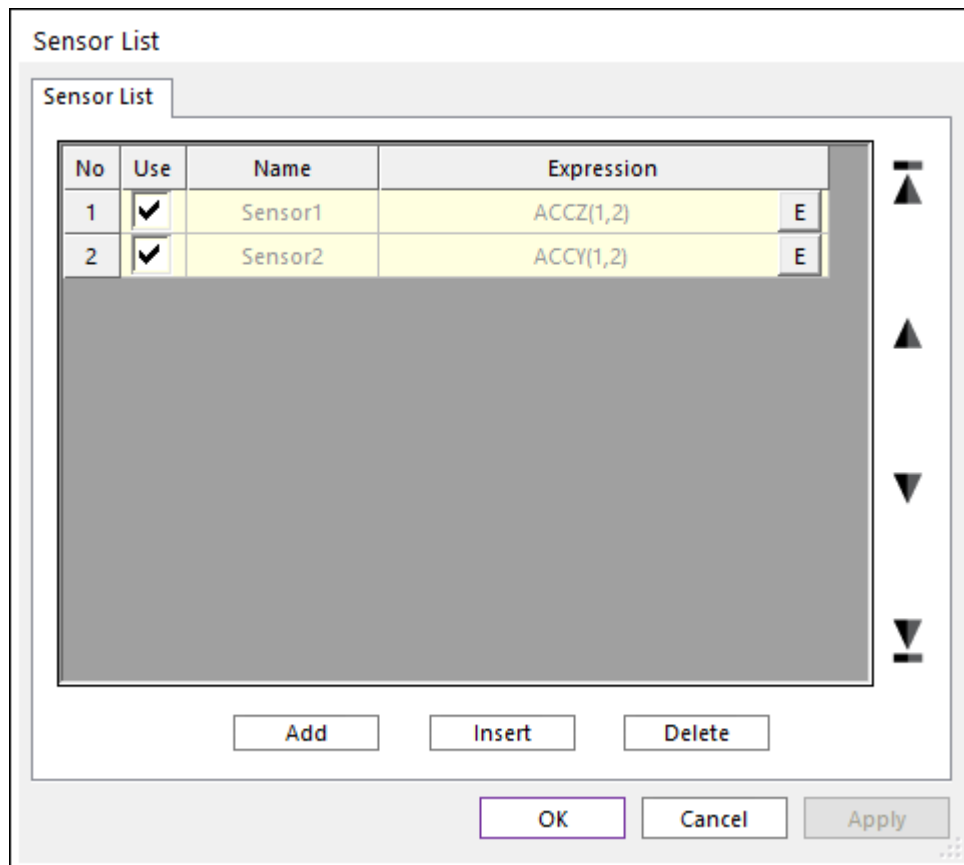 Sensor List
Sensor List
No Use Name Expression
1 Sensor1 ACCZ(1,2) E
2 Sensor2 ACCY(1,2) E
Add Insert Delete
OK Cancel Apply